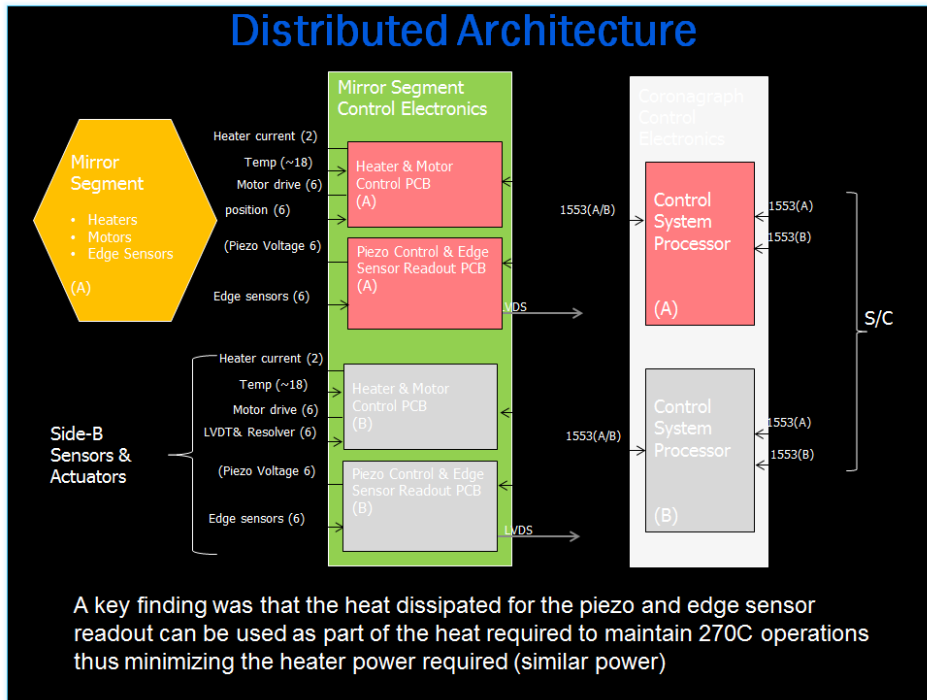 Distributed Architecture
Mirror Segment
Control Electronics
Coronagraph
Control
Electronics
Mirror
Segment
• Heaters
• Motors
• Edge Sensors
(A)
Heater current (2)
Temp (~18)
Motor drive (6)
position (6)
(Piezo Voltage 6)
Edge sensors (6)
Heater & Motor
Control PCB
(A)
Piezo Control & Edge
Sensor Readout PCB
(A)
LVDS
1553(A/B)
Control
System
Processor
(A)
1553(A)
1553(B)
S/C
Side-B
Sensors &
Actuators
Heater current (2)
Temp (~18)
Motor drive (6)
LVDT& Resolver (6)
(Piezo Voltage 6)
Edge sensors (6)
Heater & Motor
Control PCB
(B)
Piezo Control & Edge
Sensor Readout PCB
(B)
LVDS
1553(A/B)
Control
System
Processor
(B)
1553(A)
1553(B)
A key finding was that the heat dissipated for the piezo and edge sensor
readout can be used as part of the heat required to maintain 270C operations
thus minimizing the heater power required (similar power)